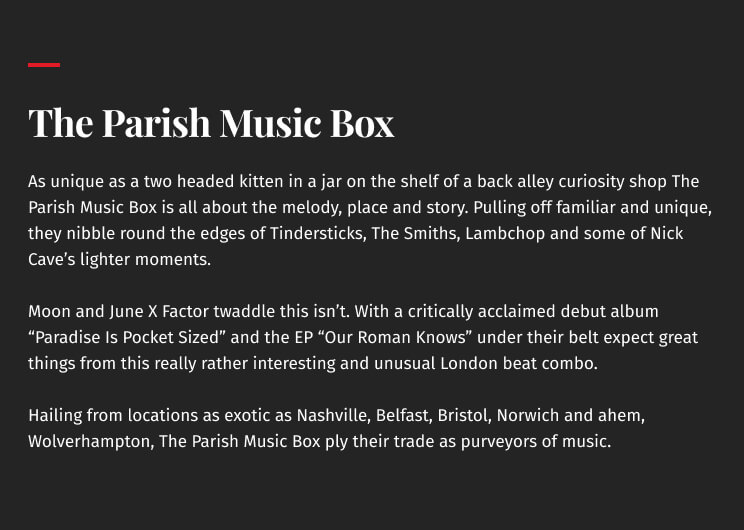 The Parish Music Box
As unique as a two headed kitten in a jar on the shelf of a back alley curiosity shop The
Parish Music Box is all about the melody, place and story. Pulling off familiar and unique,
they nibble round the edges of Tindersticks, The Smiths, Lambchop and some of Nick
Cave’s lighter moments.
Moon and June X Factor twaddle this isn’t. With a critically acclaimed debut album
“Paradise Is Pocket Sized” and the EP “Our Roman Knows” under their belt expect great
things from this really rather interesting and unusual London beat combo.
Hailing from locations as exotic as Nashville, Belfast, Bristol, Norwich and ahem,
Wolverhampton, The Parish Music Box ply their trade as purveyors of music.